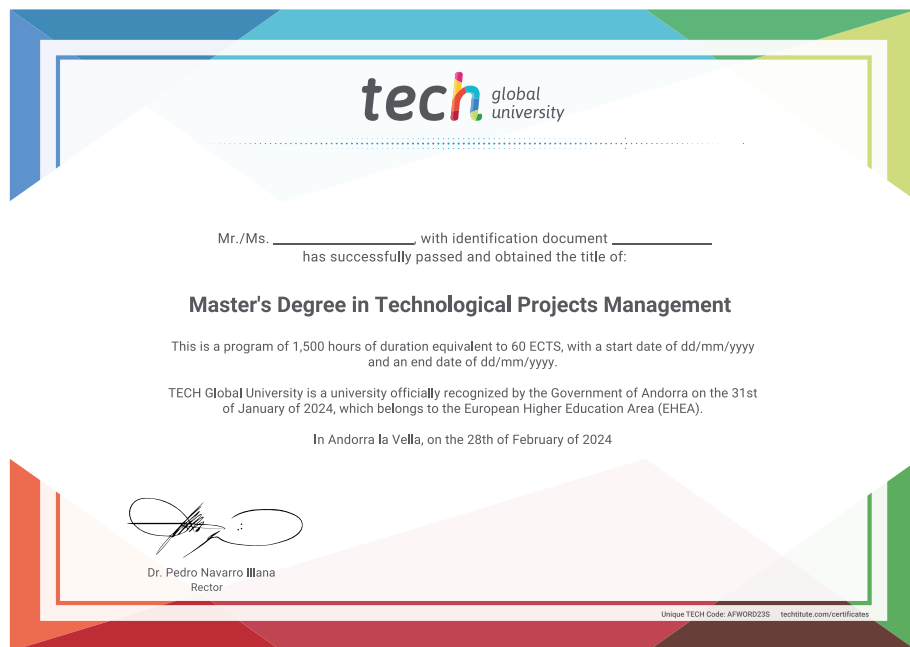 tech global
university
Mr./Ms. ____________, with identification document ____________
has successfully passed and obtained the title of:
Master's Degree in Technological Projects Management
This is a program of 1,500 hours of duration equivalent to 60 ECTS, with a start date of dd/mm/yyyy
and an end date of dd/mm/yyyy.
TECH Global University is a university officially recognized by the Government of Andorra on the 31st
of January of 2024, which belongs to the European Higher Education Area (EHEA).
In Andorra la Vella, on the 28th of February of 2024
Dr. Pedro Navarro Illana
Rector
Unique TECH Code: AFWORD23S techtitute.com/certificates